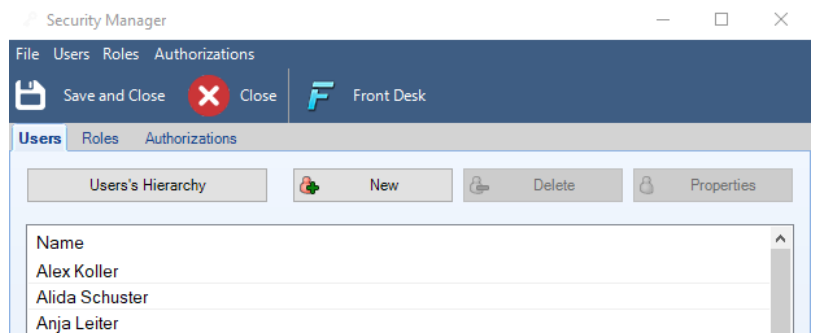 Security Manager
File Users Roles Authorizations
Save and Close Close Front Desk
Users Roles Authorizations
Users's Hierarchy New Delete Properties
Name
Alex Koller
Alida Schuster
Anja Leiter